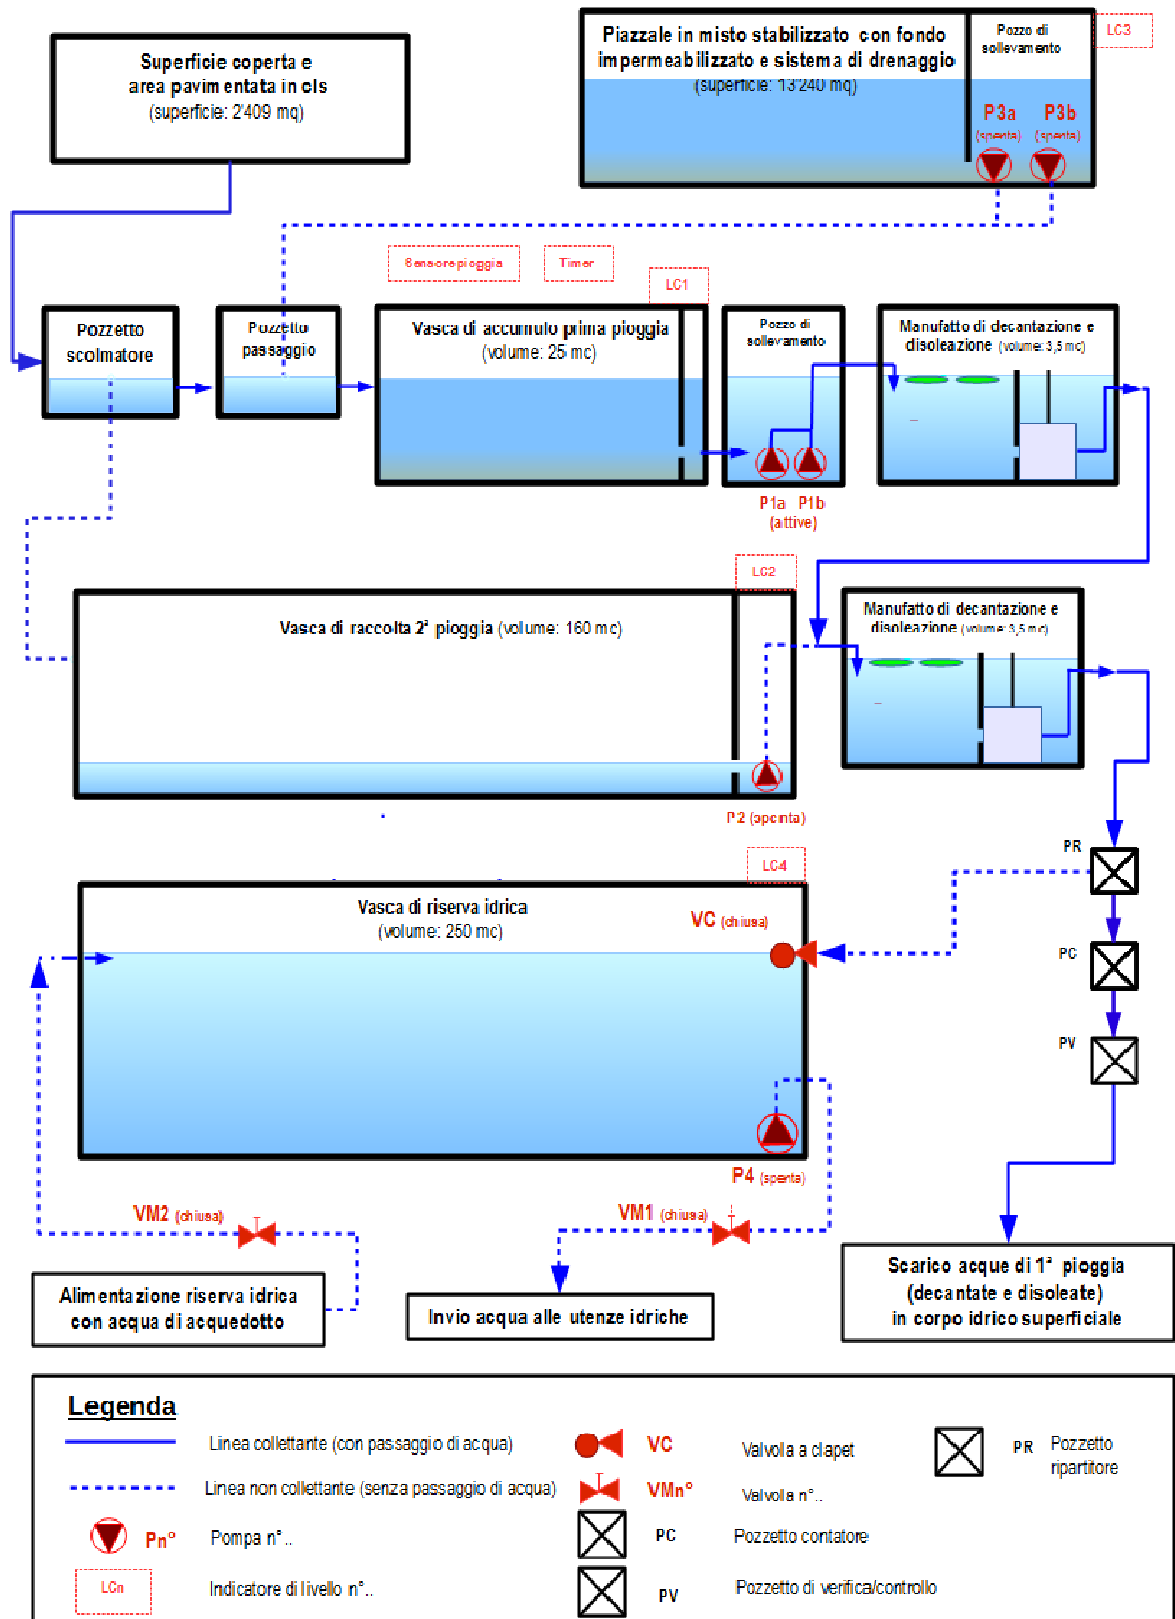 Piazzale in misto stabilizzato con fondo
impermeabilizzato e sistema di drenaggio
(superficie: 13'240 mq)
Pozzo di
sollevamento
LC3
P3a
(spenta)
P3b
(spenta)
Superficie coperta e
area pavimentata in cls
(superficie: 2'409 mq)
Sensore pioggia
Timer
LC1
Pozzetto
scolmatore
Pozzetto
passaggio
Vasca di accumulo prima pioggia
(volume: 25 mc)
Pozzo di
sollevamento
Manufatto di decantazione e
disoleazione (volume: 3,5 mc)
P1a P1b
(attive)
LC2
Vasca di raccolta 2ª pioggia (volume: 160 mc)
Manufatto di decantazione e
disoleazione (volume: 3,5 mc)
P2 (speinta)
PR
LC4
Vasca di riserva idrica
(volume: 250 mc)
VC (chiusa)
PC
PV
P4 (spenta)
VM2 (chiusa)
VM1 (chiusa)
Alimentazione riserva idrica
con acqua di acquedotto
Invio acqua alle utenze idriche
Scarico acque di 1ª pioggia
(decantate e disoleate)
in corpo idrico superficiale
Legenda
Linea collettante (con passaggio di acqua)
VC
Valvola a clapet
PR
Pozzetto
ripartitore
Linea non collettante (senza passaggio di acqua)
VMn°
Valvola n°..
Pn°
Pompa n°..
PC
Pozzetto contatore
LCn
Indicatore di livello n°..
PV
Pozzetto di verifica/controllo